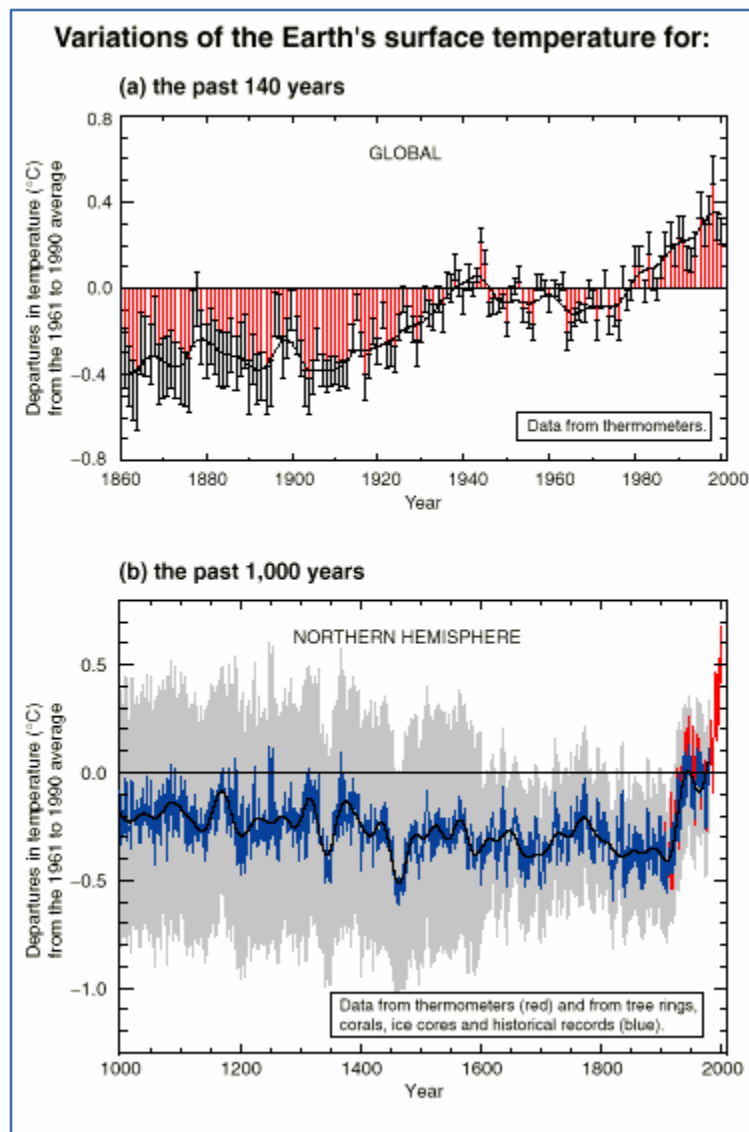 Variations of the Earth's surface temperature for:
(a) the past 140 years
GLOBAL
Departures in temperature (°C)
from the 1961 to 1990 average
0.8
0.4
0.0
−0.4
−0.8
Data from thermometers.
1860 1880 1900 1920 1940 1960 1980 2000
Year
(b) the past 1,000 years
NORTHERN HEMISPHERE
Departures in temperature (°C)
from the 1961 to 1990 average
0.5
0.0
−0.5
−1.0
Data from thermometers (red) and from tree rings,
corals, ice cores and historical records (blue).
1000 1200 1400 1600 1800 2000
Year